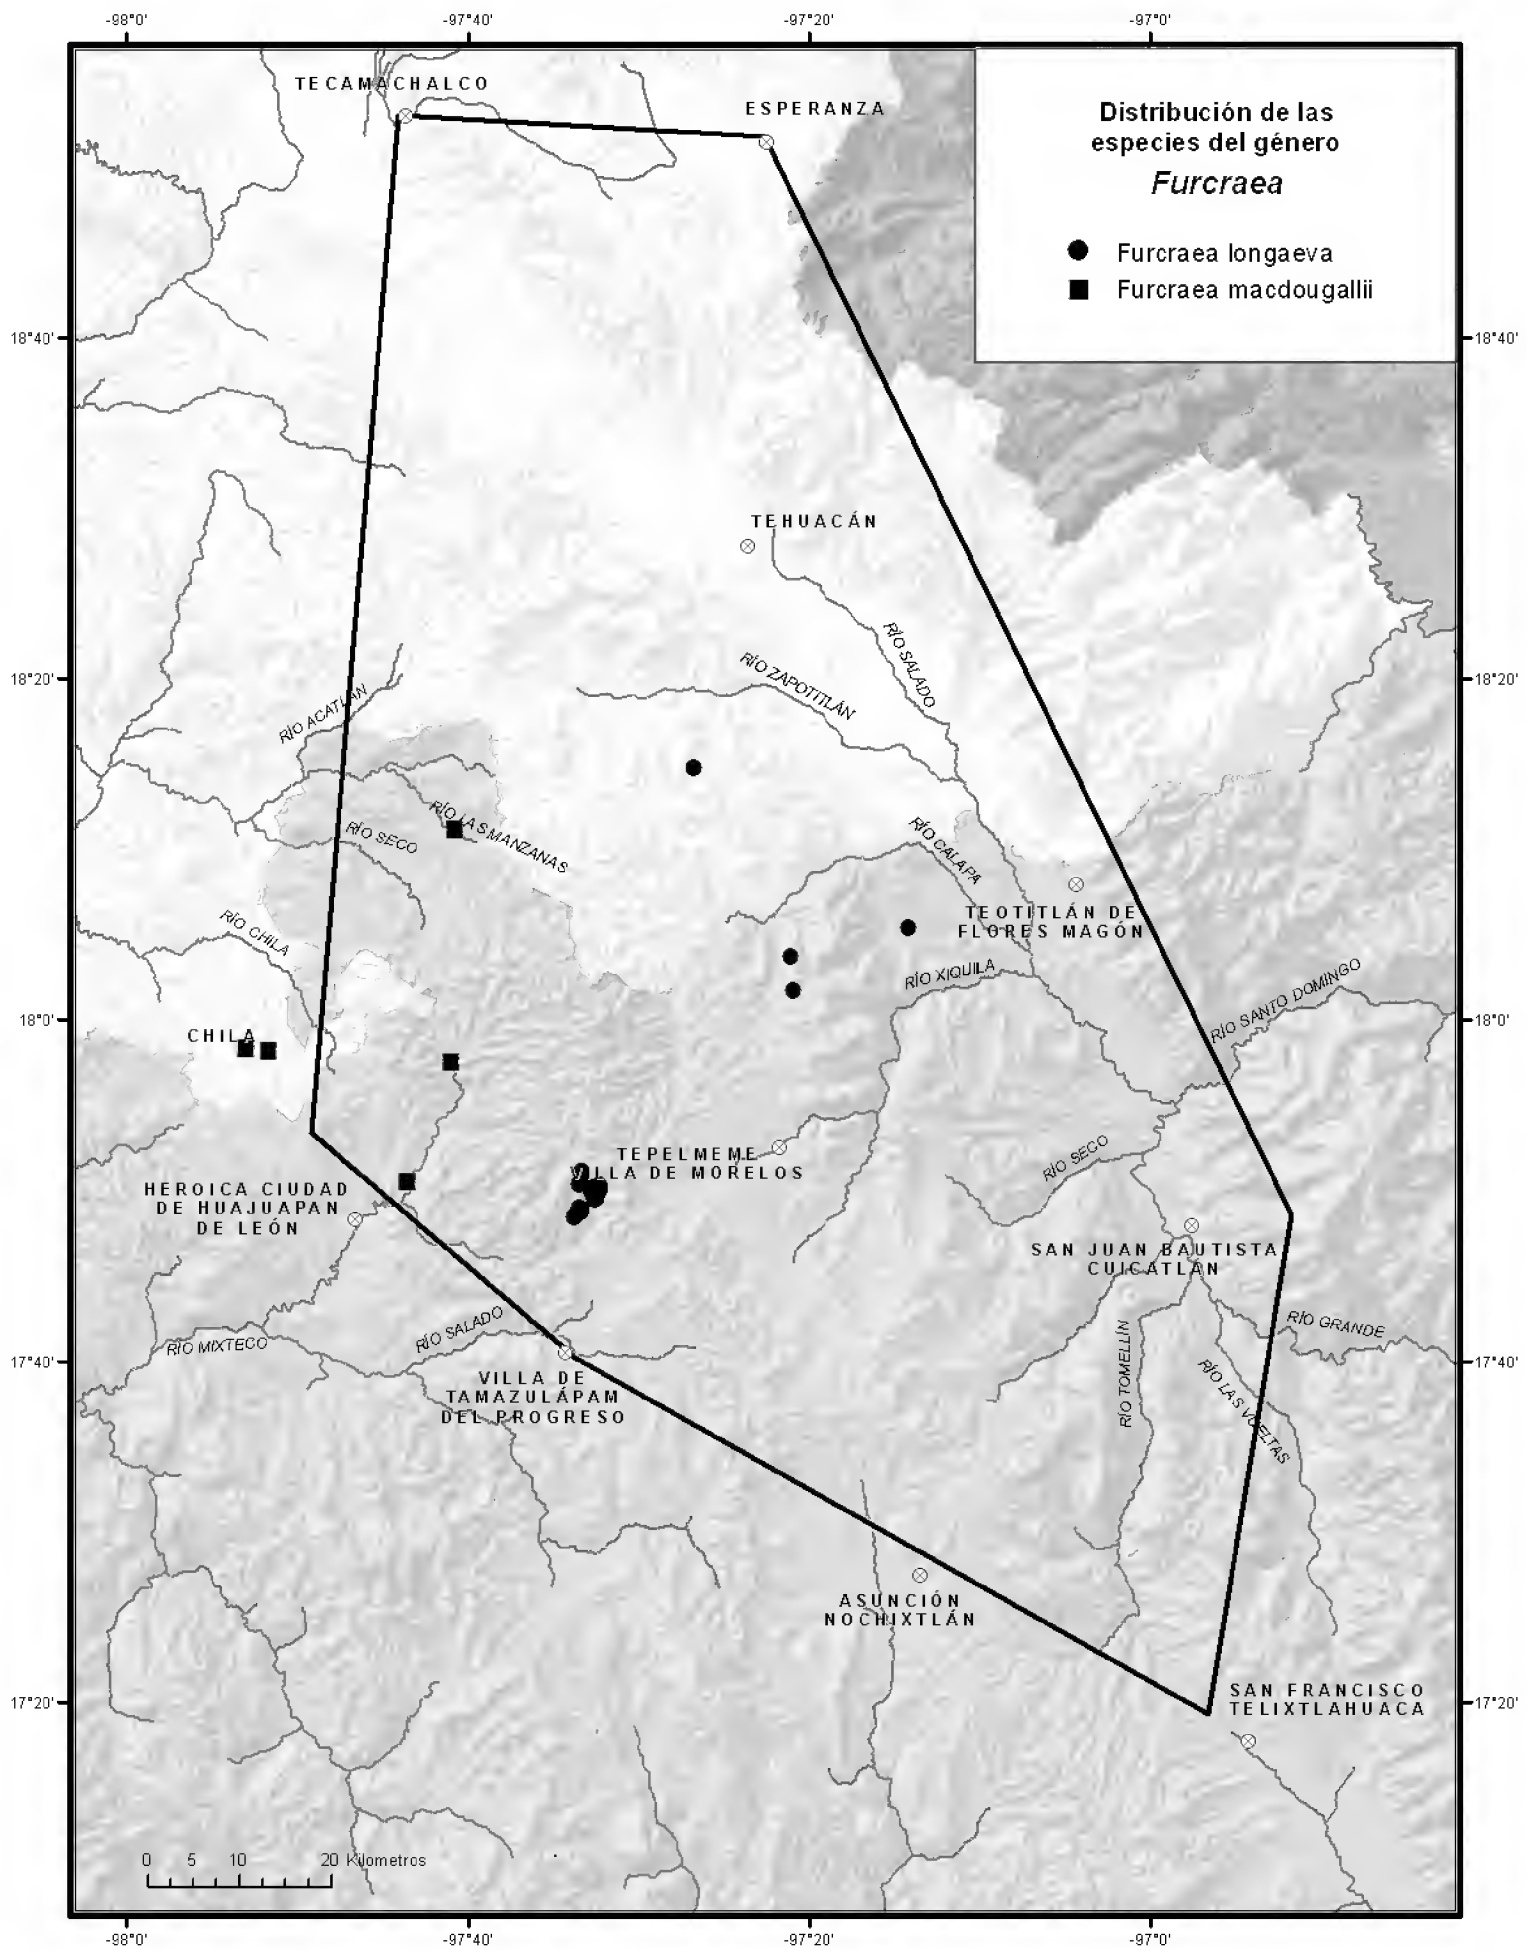 -98°0'
-97°40'
-97°20'
-97°0'
TECAMACHALCO
ESPERANZA
Distribución de las
especies del género
Furcraea
Furcraea longaeva
Furcraea macdougallii
18°40'
18°40'
TEHUACÁN
RÍO SALADO
RÍO ZAPOTITLÁN
18°20'
18°20'
RÍO ACATLÁN
RÍO LAS MANZANAS
RÍO SECO
RÍO CALAPA
TEOTITLÁN DE
FLORES MAGÓN
RÍO CHILA
RÍO XIQUILA
RÍO SANTO DOMINGO
18°0'
18°0'
CHILA
TEPELMEME
VILLA DE MORELOS
RÍO SECO
HEROICA CIUDAD
DE HUAJUAPAN
DE LEÓN
SAN JUAN BAUTISTA
CUICATLÁN
RÍO GRANDE
RÍO SALADO
RÍO MIXTECO
17°40'
17°40'
RÍO TOMELLÍN
RÍO LAS VUELTAS
VILLA DE
TAMAZULÁPAM
DEL PROGRESO
ASUNCIÓN
NOCHIXTLÁN
SAN FRANCISCO
TELIXTLAHUACA
17°20'
17°20'
0 5 10 20 Kilometros
-98°0'
-97°40'
-97°20'
-97°0'